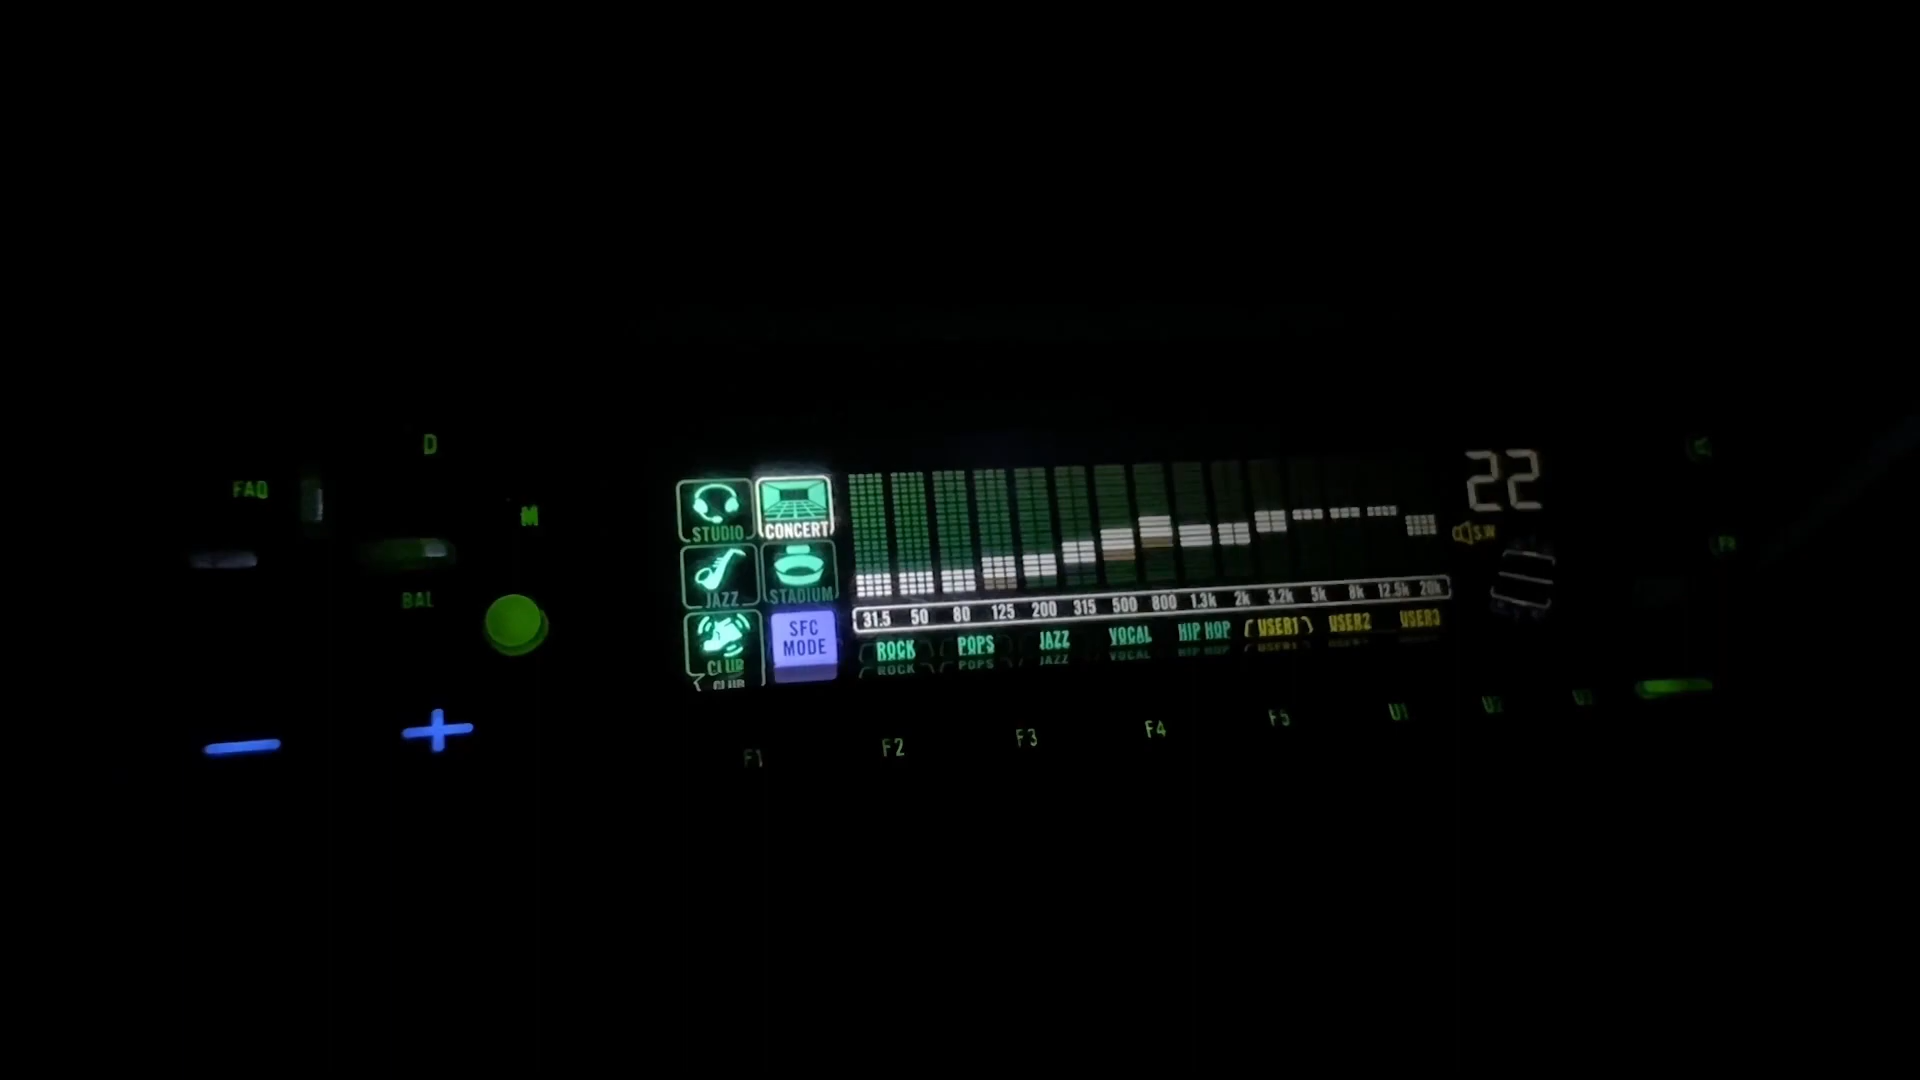 D
FAD
M
BAL
STUDIO
CONCERT
JAZZ
STADIUM
CLUB
SFC
MODE
22
S.W
31.5 50 80 125 200 315 500 800 1.3k 2k 3.2k 5k 8k 12.5k 20k
ROCK POPS JAZZ VOCAL HIP HOP USER1 USER2 USER3
F1 F2 F3 F4 F5 U1 U2 U3